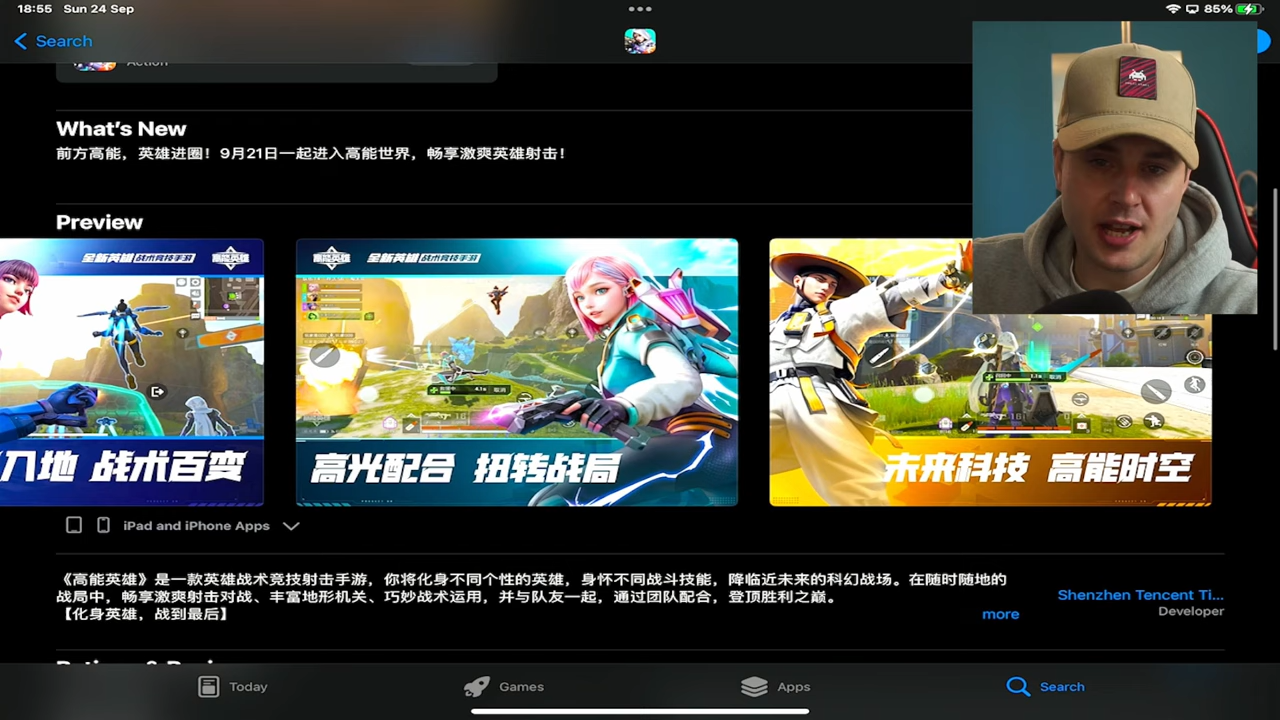 18:55 Sun 24 Sep
85%
Search
Action
What's New
前方高能，英雄进圈！9月21日一起进入高能世界，畅享激爽英雄射击！
Preview
全新英雄 战术竞技手游 高能英雄
高能英雄 全新英雄 战术竞技手游
入地 战术百变
高光配合 扭转战局
未来科技 高能时空
iPad and iPhone Apps
《高能英雄》是一款英雄战术竞技射击手游，你将化身不同个性的英雄，身怀不同战斗技能，降临近未来的科幻战场。在随时随地的
战局中，畅享激爽射击对战、丰富地形机关、巧妙战术运用，并与队友一起，通过团队配合，登顶胜利之巅。
【化身英雄，战到最后】
more
Shenzhen Tencent Ti...
Developer
Today
Games
Apps
Search